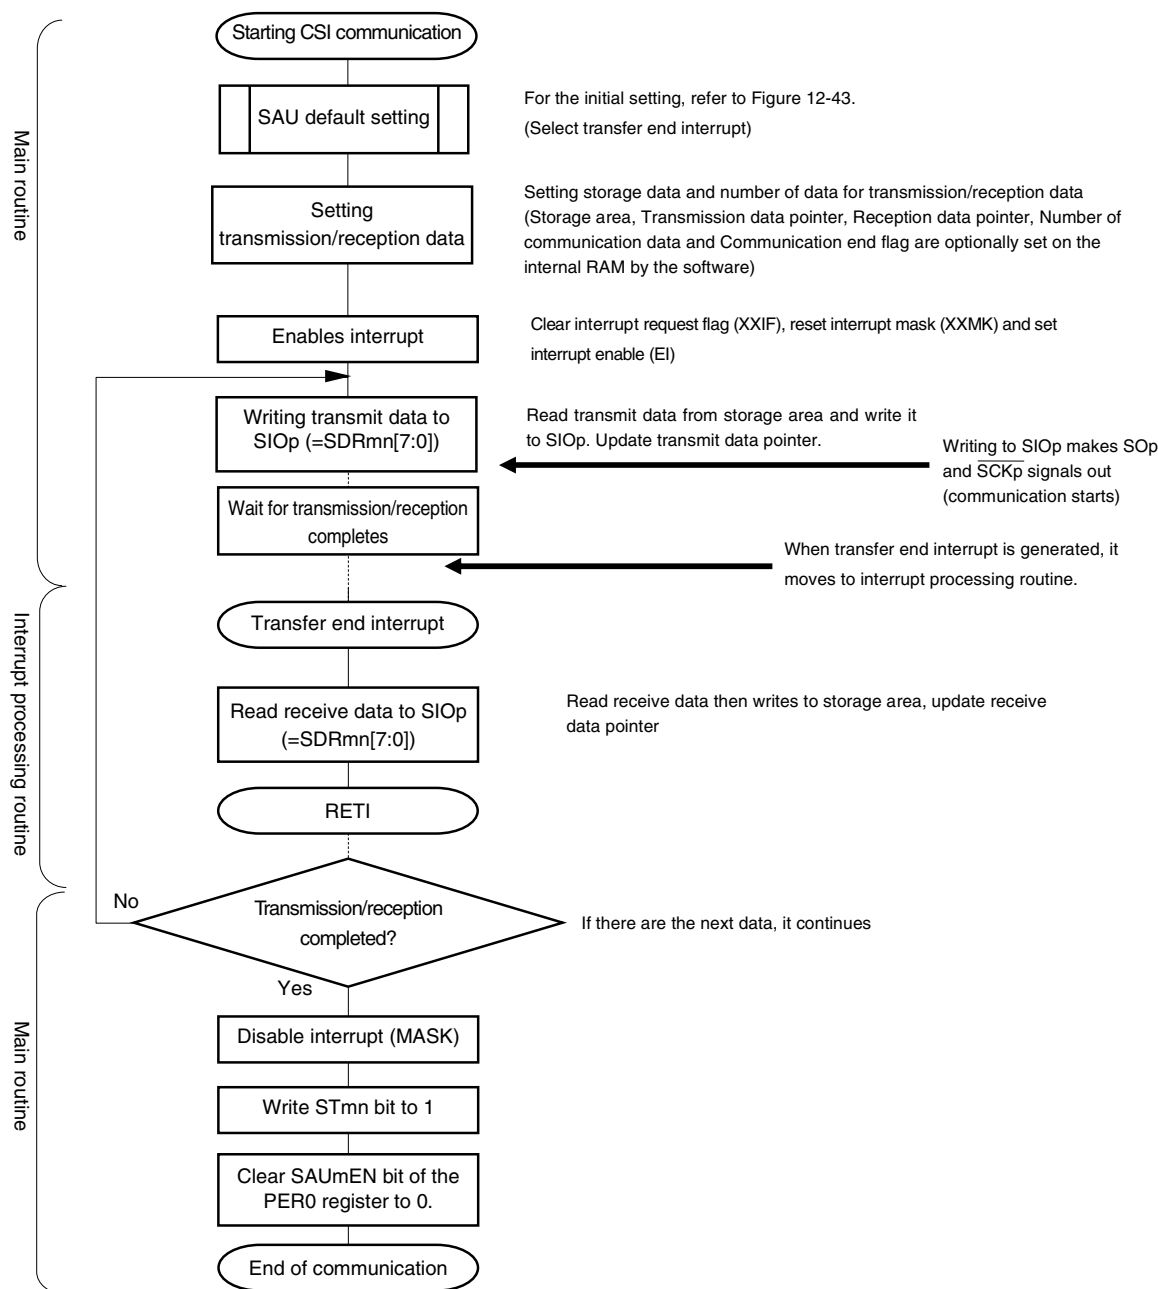 Starting CSI communication
SAU default setting
For the initial setting, refer to Figure 12-43.
(Select transfer end interrupt)
Main routine
Setting
transmission/reception data
Setting storage data and number of data for transmission/reception data
(Storage area, Transmission data pointer, Reception data pointer, Number of
communication data and Communication end flag are optionally set on the
internal RAM by the software)
Enables interrupt
Clear interrupt request flag (XXIF), reset interrupt mask (XXMK) and set
interrupt enable (EI)
Writing transmit data to
SIOp (=SDRmn[7:0])
Read transmit data from storage area and write it
to SIOp. Update transmit data pointer.
Writing to SIOp makes SOp
and SCKp signals out
(communication starts)
Wait for transmission/reception
completes
When transfer end interrupt is generated, it
moves to interrupt processing routine.
Interrupt processing routine
Transfer end interrupt
Read receive data to SIOp
(=SDRmn[7:0])
Read receive data then writes to storage area, update receive
data pointer
RETI
No
Transmission/reception
completed?
If there are the next data, it continues
Yes
Main routine
Disable interrupt (MASK)
Write STmn bit to 1
Clear SAUmEN bit of the
PER0 register to 0.
End of communication